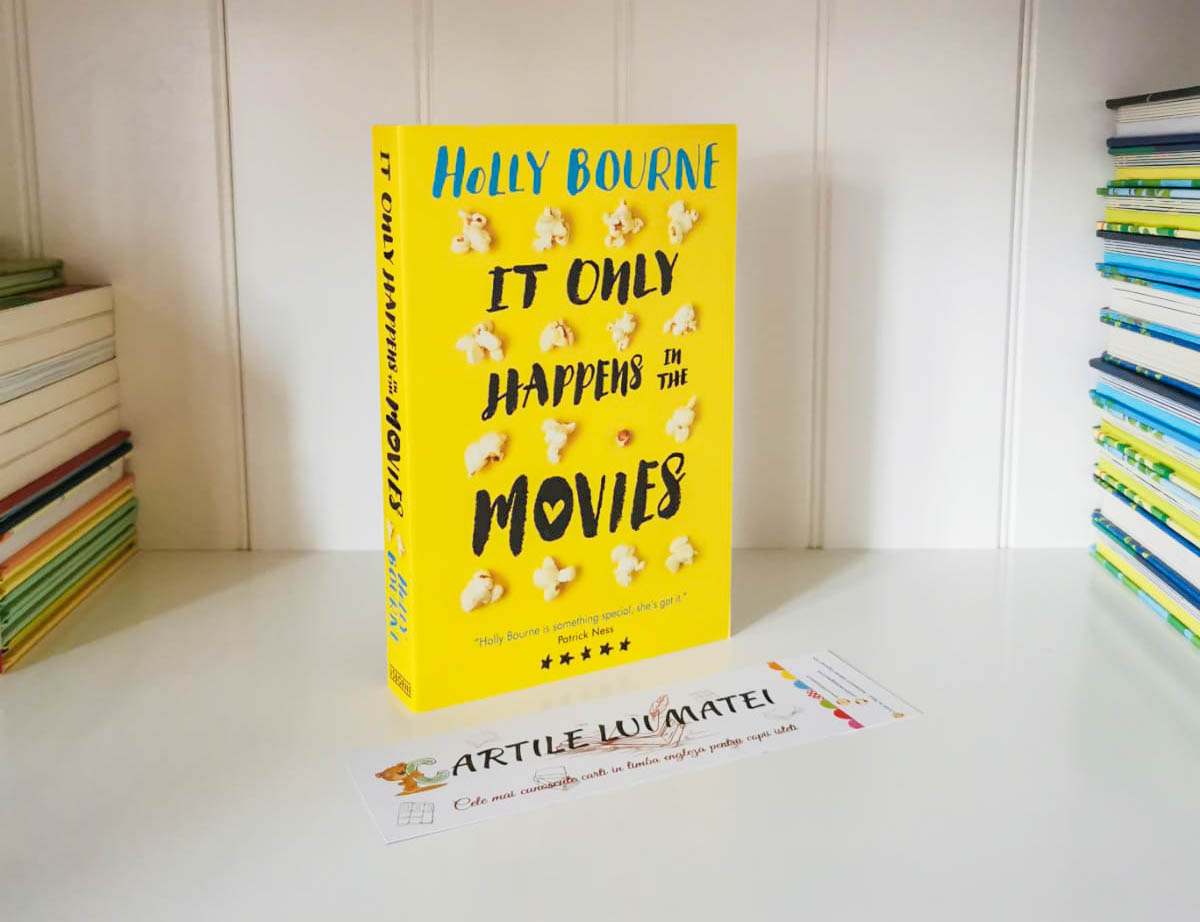 HOLLY BOURNE
IT ONLY
HAPPENS IN THE
MOVIES
"Holly Bourne is something special, she's got it."
Patrick Ness
IT ONLY HAPPENS IN THE MOVIES
HOLLY BOURNE
USBORNE
CARTILE LUI MATEI
Cele mai cunoscute carti in limba engleza pentru copii isteti